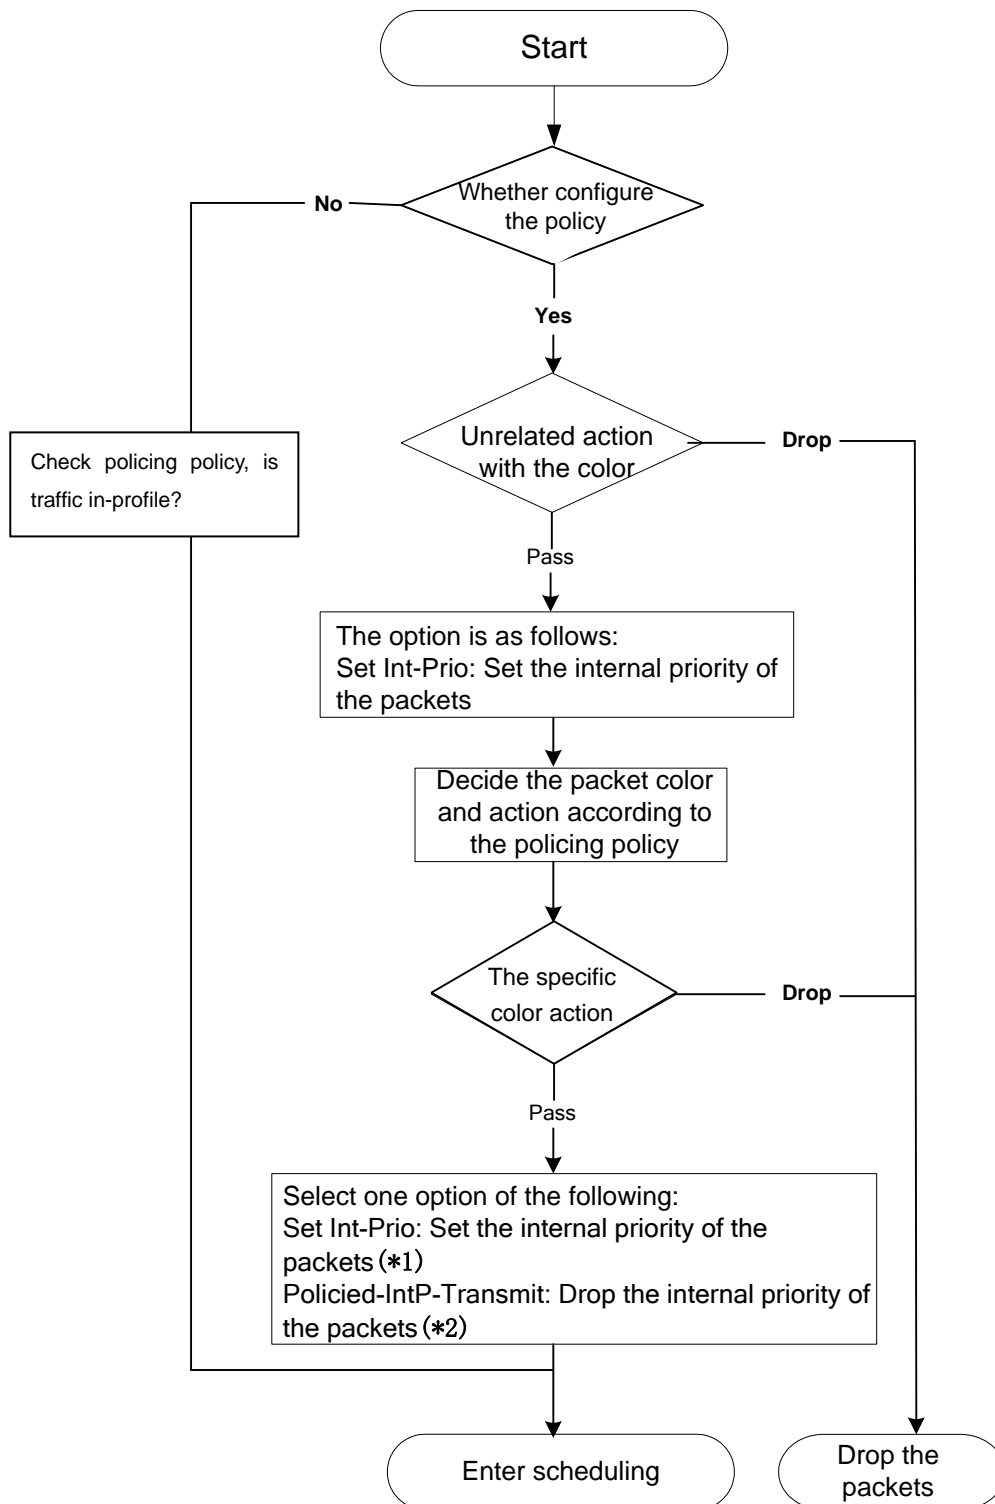 Start
Whether configure
the policy
No
Yes
Unrelated action
with the color
Drop
Check policing policy, is
traffic in-profile?
Pass
The option is as follows:
Set Int-Prio: Set the internal priority of
the packets
Decide the packet color
and action according to
the policing policy
The specific
color action
Drop
Pass
Select one option of the following:
Set Int-Prio: Set the internal priority of the
packets(*1)
Policied-IntP-Transmit: Drop the internal priority of
the packets(*2)
Enter scheduling
Drop the
packets